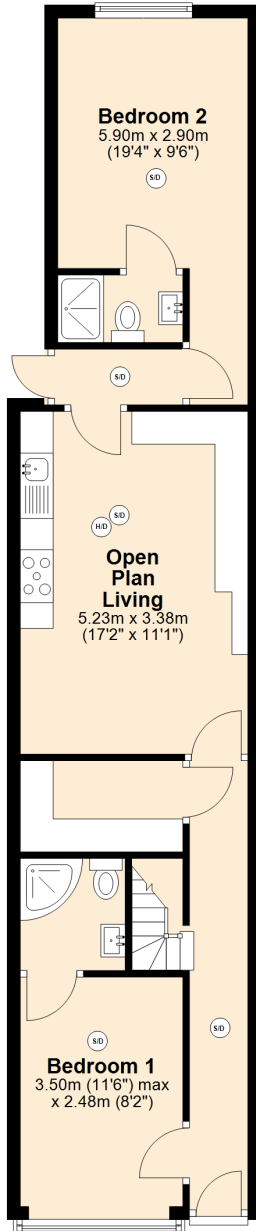 Bedroom 2
5.90m x 2.90m
(19'4" x 9'6")
S/D
S/D
S/D
H/D
Open
Plan
Living
5.23m x 3.38m
(17'2" x 11'1")
S/D
S/D
Bedroom 1
3.50m (11'6") max
x 2.48m (8'2")